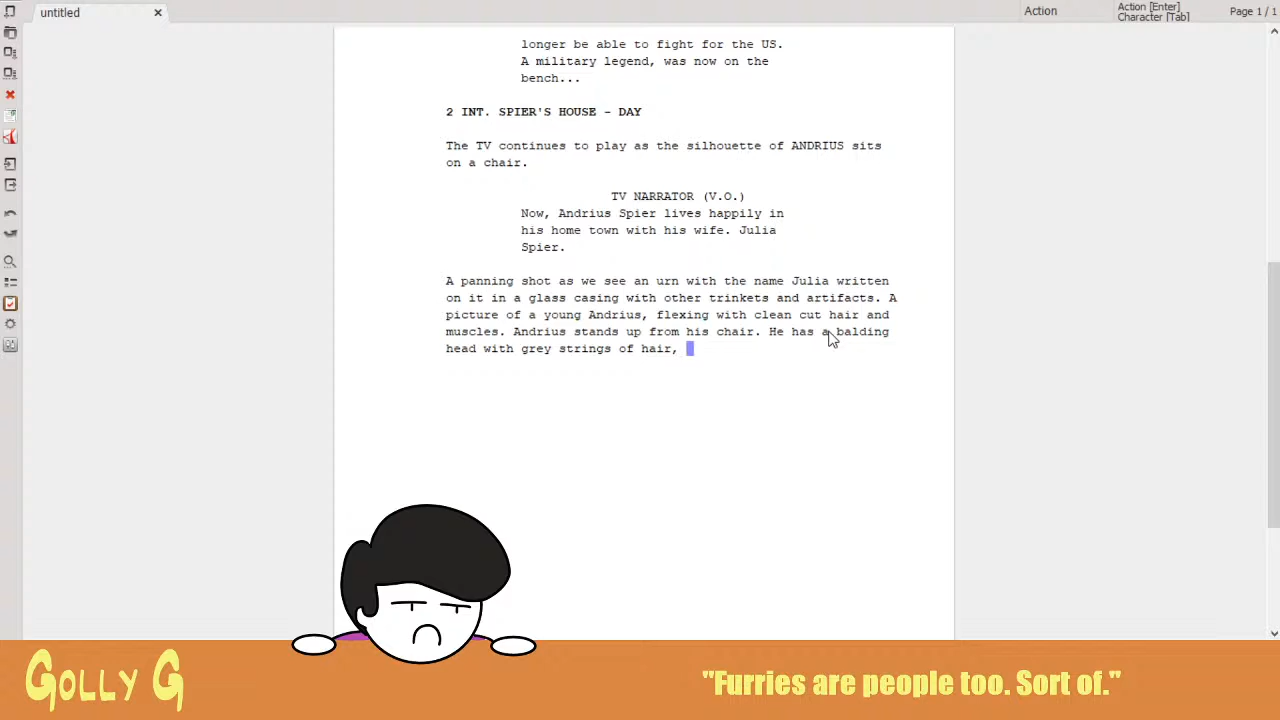 untitled
Action
Action [Enter]
Character [Tab]
Page 1 / 1
longer be able to fight for the US.
A military legend, was now on the
bench...
2 INT. SPIER'S HOUSE - DAY
The TV continues to play as the silhouette of ANDRIUS sits
on a chair.
TV NARRATOR (V.O.)
Now, Andrius Spier lives happily in
his home town with his wife. Julia
Spier.
A panning shot as we see an urn with the name Julia written
on it in a glass casing with other trinkets and artifacts. A
picture of a young Andrius, flexing with clean cut hair and
muscles. Andrius stands up from his chair. He has a balding
head with grey strings of hair,
GOLLY G
"Furries are people too. Sort of."